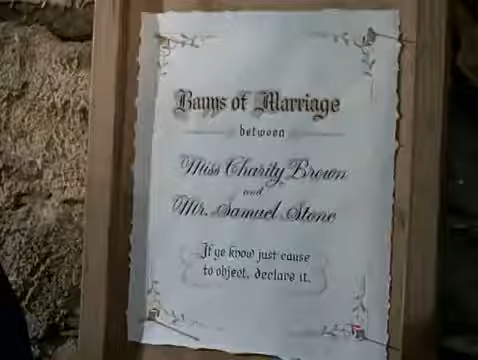 Banns of Marriage
between
Miss Charity Brown
and
Mr. Samuel Stone
If ye know just cause
to object, declare it.